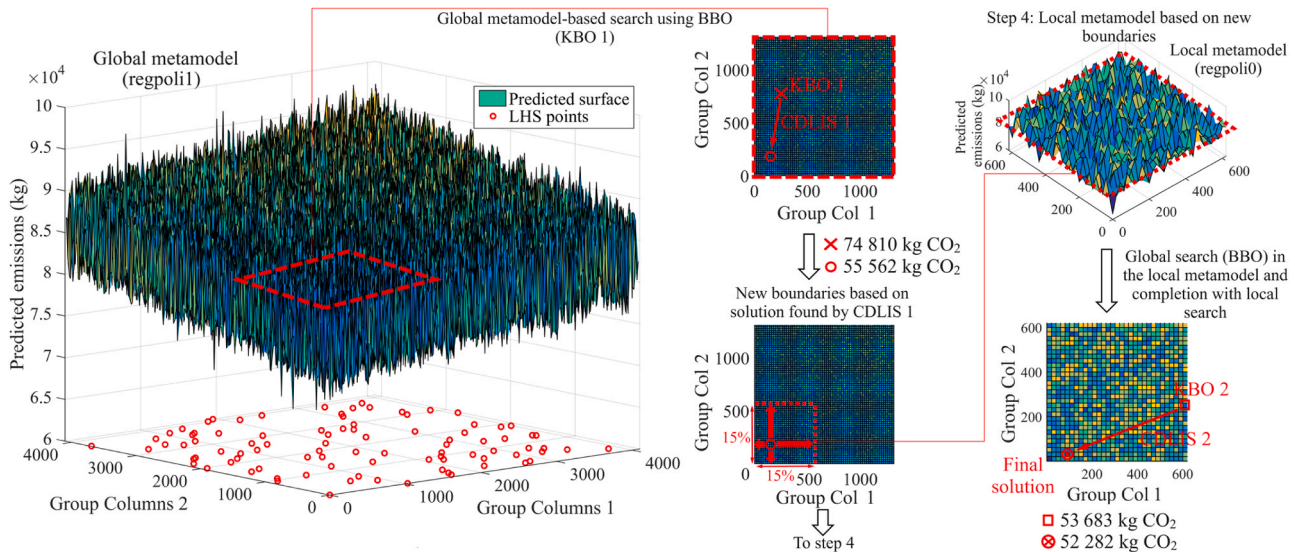 Global metamodel-based search using BBO
(KBO 1)
Global metamodel
(regpoli1)
×10⁴
10
9.5
9
8.5
8
7.5
7
6.5
6
Predicted emissions (kg)
Predicted surface
LHS points
4000
3000
2000
1000
0
Group Columns 2
0
1000
2000
3000
4000
Group Columns 1
Group Col 2
1000
500
0
KBO 1
CDLIS 1
0
500
1000
Group Col 1
74 810 kg CO₂
55 562 kg CO₂
New boundaries based on
solution found by CDLIS 1
Group Col 2
1000
500
0
15%
15%
0
500
1000
Group Col 1
To step 4
Step 4: Local metamodel based on new
boundaries
Local metamodel
(regpoli0)
×10⁴
10
8
6
Predicted
emissions (kg)
600
400
200
0
0
200
400
600
Global search (BBO) in
the local metamodel and
completion with local
search
Group Col 2
600
400
200
KBO 2
CDLIS 2
Final
solution
200
400
600
Group Col 1
53 683 kg CO₂
52 282 kg CO₂